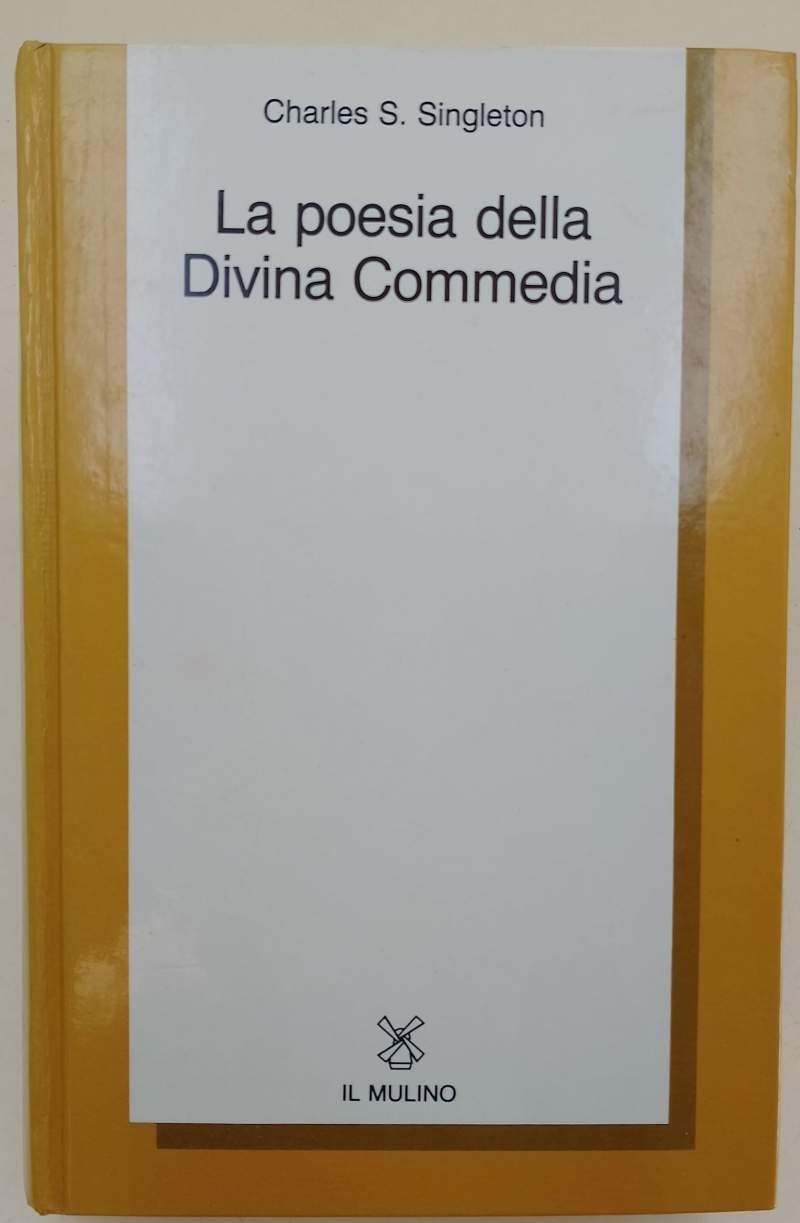 Charles S. Singleton
La poesia della
Divina Commedia
IL MULINO